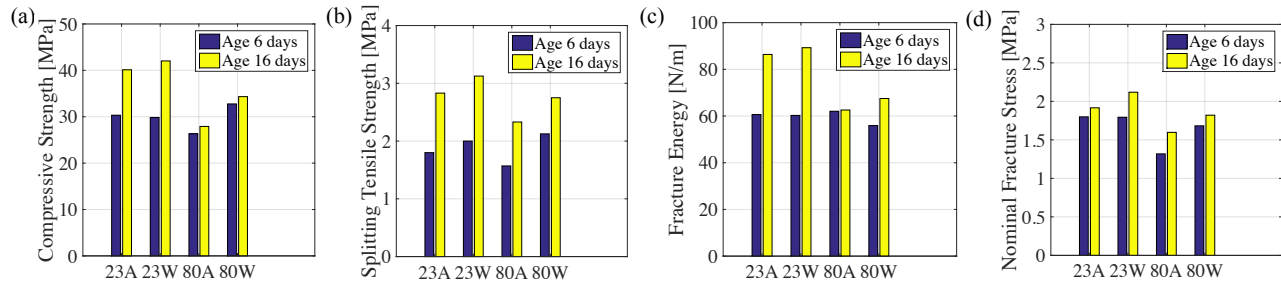 (a)
Compressive Strength [MPa]
50
40
30
20
10
0
Age 6 days
Age 16 days
23A 23W 80A 80W
(b)
Splitting Tensile Strength [MPa]
4
3
2
1
0
Age 6 days
Age 16 days
23A 23W 80A 80W
(c)
Fracture Energy [N/m]
100
80
60
40
20
0
Age 6 days
Age 16 days
23A 23W 80A 80W
(d)
Nominal Fracture Stress [MPa]
3
2.5
2
1.5
1
0.5
0
Age 6 days
Age 16 days
23A 23W 80A 80W